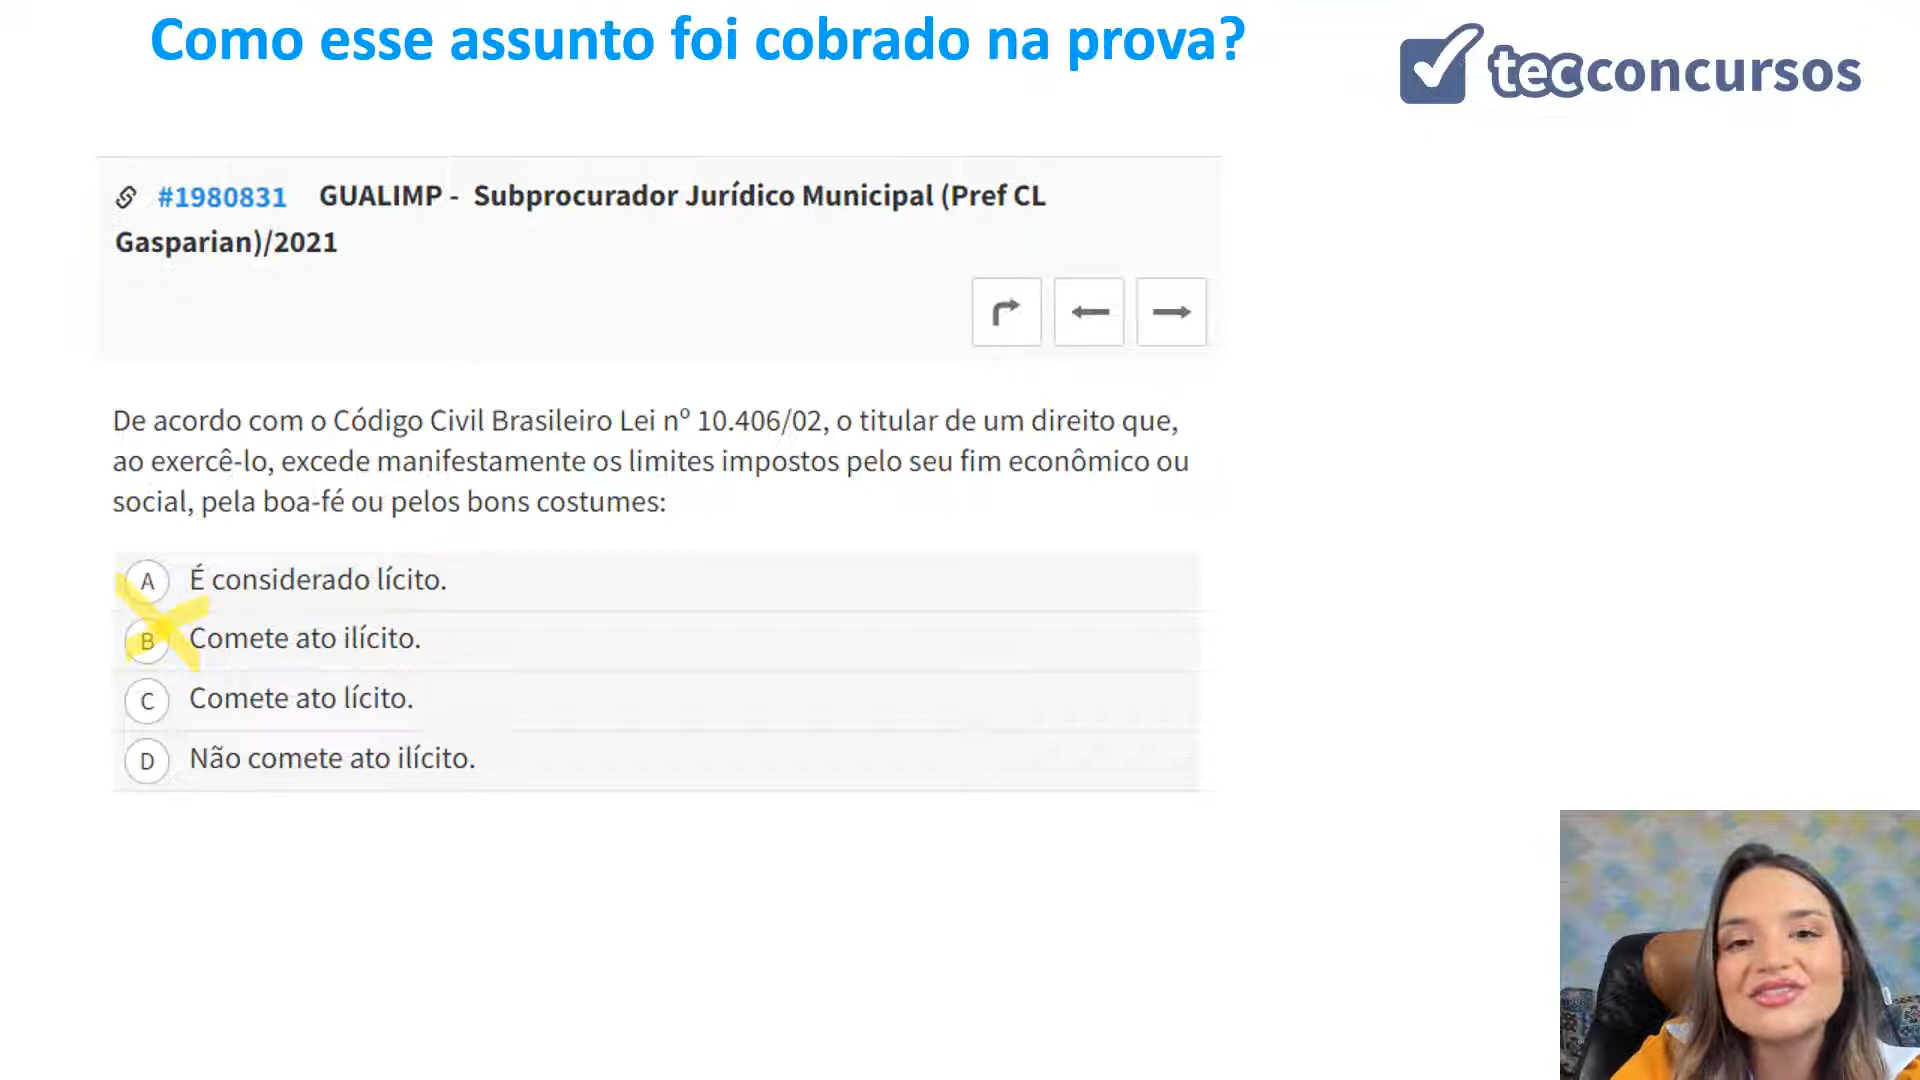 Como esse assunto foi cobrado na prova?
tecconcursos
#1980831 GUALIMP - Subprocurador Jurídico Municipal (Pref CL
Gasparian)/2021
De acordo com o Código Civil Brasileiro Lei nº 10.406/02, o titular de um direito que,
ao exercê-lo, excede manifestamente os limites impostos pelo seu fim econômico ou
social, pela boa-fé ou pelos bons costumes:
A É considerado lícito.
B Comete ato ilícito.
C Comete ato lícito.
D Não comete ato ilícito.